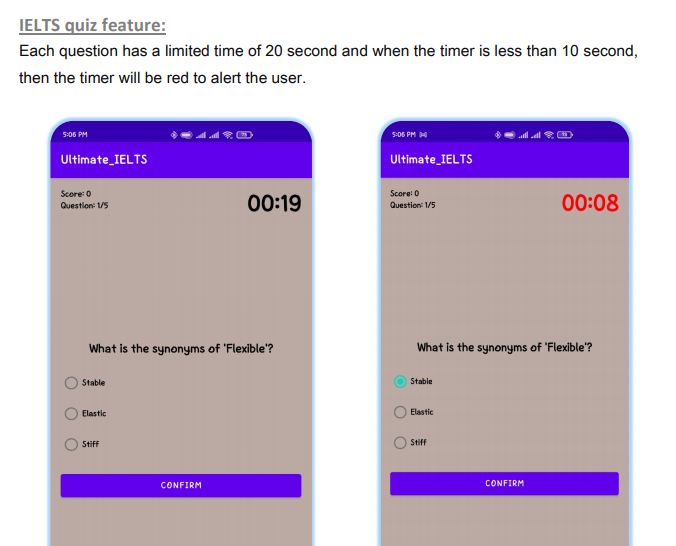 IELTS quiz feature:
Each question has a limited time of 20 second and when the timer is less than 10 second,
then the timer will be red to alert the user.
5:06 PM
Ultimate_IELTS
Score: 0
Question: 1/5
00:19
What is the synonyms of 'Flexible'?
Stable
Elastic
Stiff
CONFIRM
5:06 PM
Ultimate_IELTS
Score: 0
Question: 1/5
00:08
What is the synonyms of 'Flexible'?
Stable
Elastic
Stiff
CONFIRM